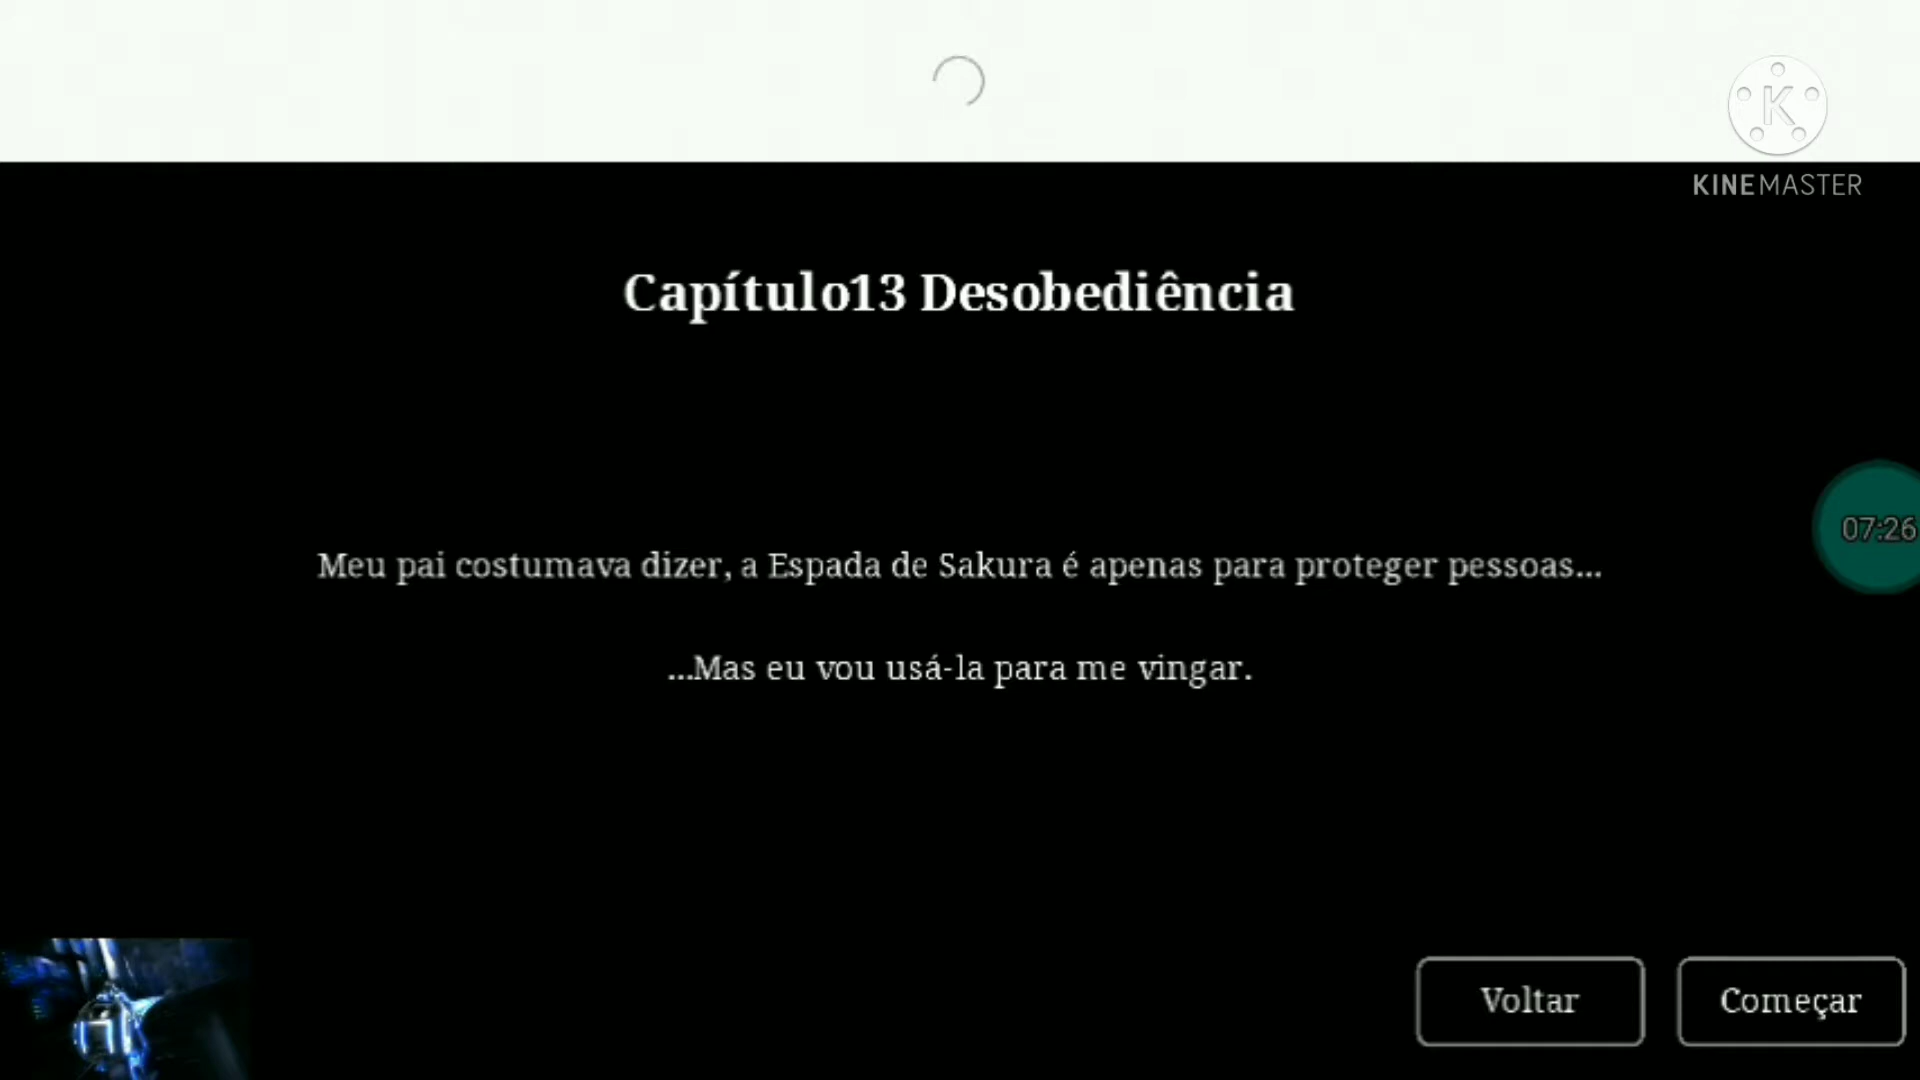 K
KINEMASTER
Capítulo13 Desobediência
07:26
Meu pai costumava dizer, a Espada de Sakura é apenas para proteger pessoas...
...Mas eu vou usá-la para me vingar.
Voltar
Começar